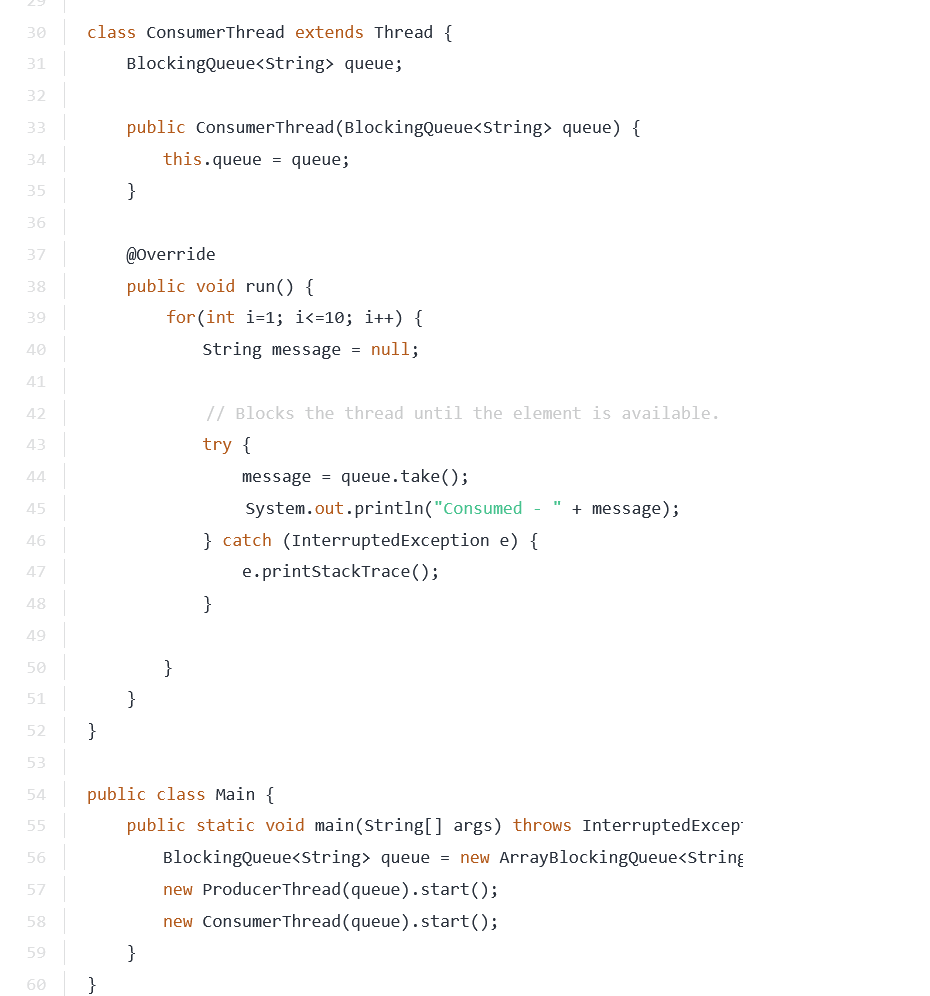 29
30 class ConsumerThread extends Thread {
31 BlockingQueue<String> queue;
32
33 public ConsumerThread(BlockingQueue<String> queue) {
34 this.queue = queue;
35 }
36
37 @Override
38 public void run() {
39 for(int i=1; i<=10; i++) {
40 String message = null;
41
42 // Blocks the thread until the element is available.
43 try {
44 message = queue.take();
45 System.out.println("Consumed - " + message);
46 } catch (InterruptedException e) {
47 e.printStackTrace();
48 }
49
50 }
51 }
52 }
53
54 public class Main {
55 public static void main(String[] args) throws InterruptedExcep
56 BlockingQueue<String> queue = new ArrayBlockingQueue<String
57 new ProducerThread(queue).start();
58 new ConsumerThread(queue).start();
59 }
60 }